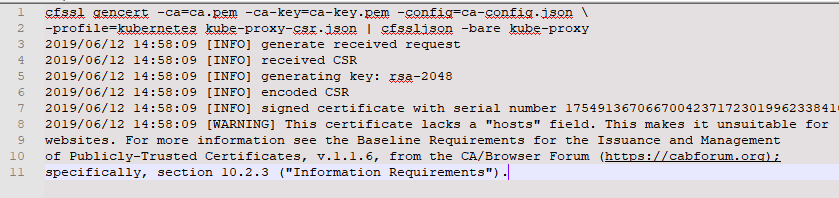 1 cfssl gencert -ca=ca.pem -ca-key=ca-key.pem -config=ca-config.json \
2 -profile=kubernetes kube-proxy-csr.json | cfssljson -bare kube-proxy
3 2019/06/12 14:58:09 [INFO] generate received request
4 2019/06/12 14:58:09 [INFO] received CSR
5 2019/06/12 14:58:09 [INFO] generating key: rsa-2048
6 2019/06/12 14:58:09 [INFO] encoded CSR
7 2019/06/12 14:58:09 [INFO] signed certificate with serial number
8 2019/06/12 14:58:09 [WARNING] This certificate lacks a "hosts" field. This makes it unsuitable for
9 websites. For more information see the Baseline Requirements for the Issuance and Management
10 of Publicly-Trusted Certificates, v.1.1.6, from the CA/Browser Forum (https://cabforum.org);
11 specifically, section 10.2.3 ("Information Requirements").